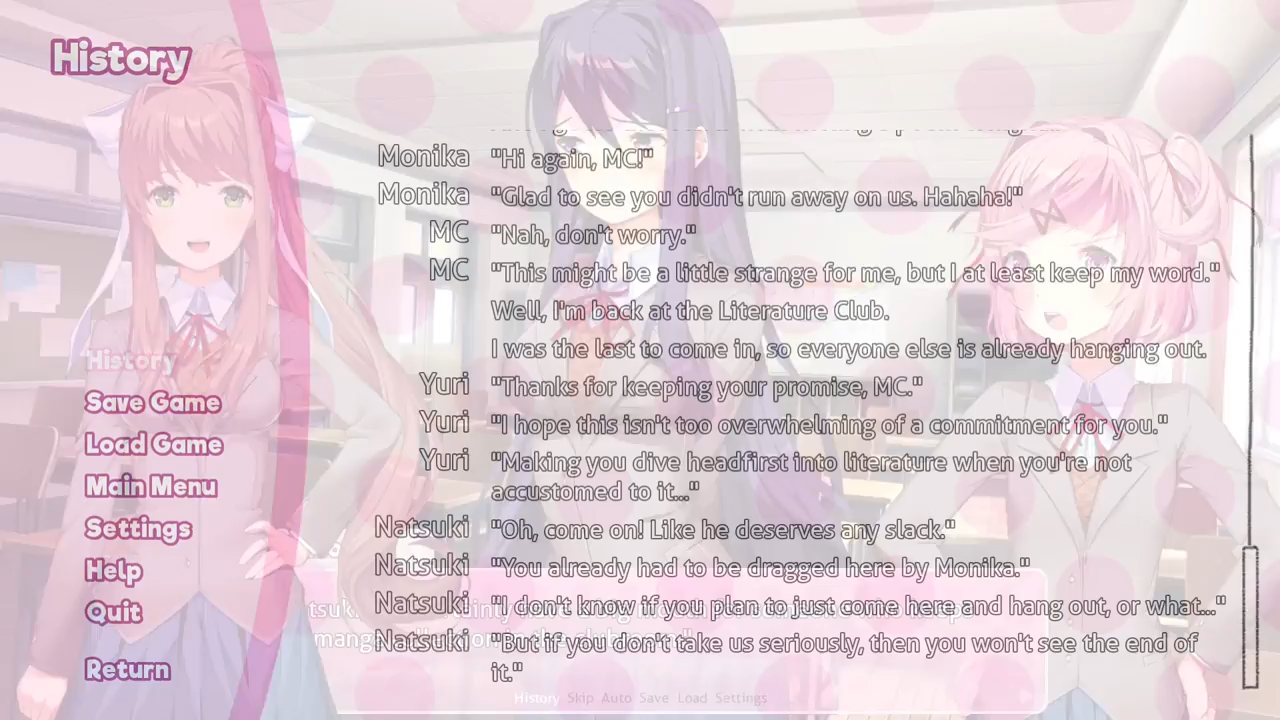 History
Monika "Hi again, MC!"
Monika "Glad to see you didn't run away on us. Hahaha!"
MC "Nah, don't worry."
MC "This might be a little strange for me, but I at least keep my word."
Well, I'm back at the Literature Club.
I was the last to come in, so everyone else is already hanging out.
Yuri "Thanks for keeping your promise, MC."
Yuri "I hope this isn't too overwhelming of a commitment for you."
Yuri "Making you dive headfirst into literature when you're not
accustomed to it..."
Natsuki "Oh, come on! Like he deserves any slack."
Natsuki "You already had to be dragged here by Monika."
Natsuki "I don't know if you plan to just come here and hang out, or what..."
Natsuki "But if you don't take us seriously, then you won't see the end of
it."
History
Save Game
Load Game
Main Menu
Settings
Help
Quit
Return
History Skip Auto Save Load Settings